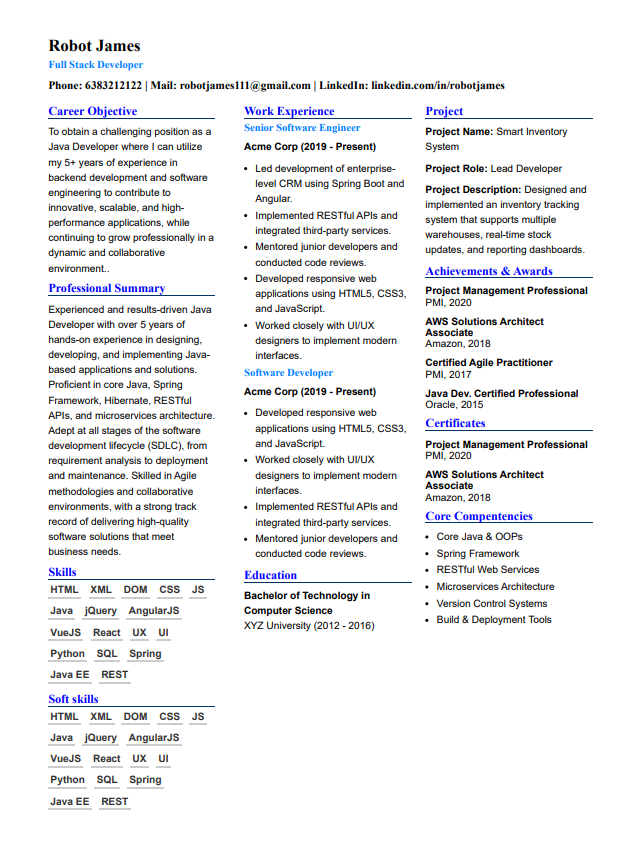 Robot James
Full Stack Developer
Phone: 6383212122 | Mail: robotjames111@gmail.com | LinkedIn: linkedin.com/in/robotjames
Career Objective
To obtain a challenging position as a
Java Developer where I can utilize
my 5+ years of experience in
backend development and software
engineering to contribute to
innovative, scalable, and high-
performance applications, while
continuing to grow professionally in a
dynamic and collaborative
environment..
Professional Summary
Experienced and results-driven Java
Developer with over 5 years of
hands-on experience in designing,
developing, and implementing Java-
based applications and solutions.
Proficient in core Java, Spring
Framework, Hibernate, RESTful
APIs, and microservices architecture.
Adept at all stages of the software
development lifecycle (SDLC), from
requirement analysis to deployment
and maintenance. Skilled in Agile
methodologies and collaborative
environments, with a strong track
record of delivering high-quality
software solutions that meet
business needs.
Skills
HTML XML DOM CSS JS
Java jQuery AngularJS
VueJS React UX UI
Python SQL Spring
Java EE REST
Soft skills
HTML XML DOM CSS JS
Java jQuery AngularJS
VueJS React UX UI
Python SQL Spring
Java EE REST
Work Experience
Senior Software Engineer
Acme Corp (2019 - Present)
• Led development of enterprise-
level CRM using Spring Boot and
Angular.
• Implemented RESTful APIs and
integrated third-party services.
• Mentored junior developers and
conducted code reviews.
• Developed responsive web
applications using HTML5, CSS3,
and JavaScript.
• Worked closely with UI/UX
designers to implement modern
interfaces.
Software Developer
Acme Corp (2019 - Present)
• Developed responsive web
applications using HTML5, CSS3,
and JavaScript.
• Worked closely with UI/UX
designers to implement modern
interfaces.
• Implemented RESTful APIs and
integrated third-party services.
• Mentored junior developers and
conducted code reviews.
Education
Bachelor of Technology in
Computer Science
XYZ University (2012 - 2016)
Project
Project Name: Smart Inventory
System
Project Role: Lead Developer
Project Description: Designed and
implemented an inventory tracking
system that supports multiple
warehouses, real-time stock
updates, and reporting dashboards.
Achievements & Awards
Project Management Professional
PMI, 2020
AWS Solutions Architect
Associate
Amazon, 2018
Certified Agile Practitioner
PMI, 2017
Java Dev. Certified Professional
Oracle, 2015
Certificates
Project Management Professional
PMI, 2020
AWS Solutions Architect
Associate
Amazon, 2018
Core Compentencies
• Core Java & OOPs
• Spring Framework
• RESTful Web Services
• Microservices Architecture
• Version Control Systems
• Build & Deployment Tools